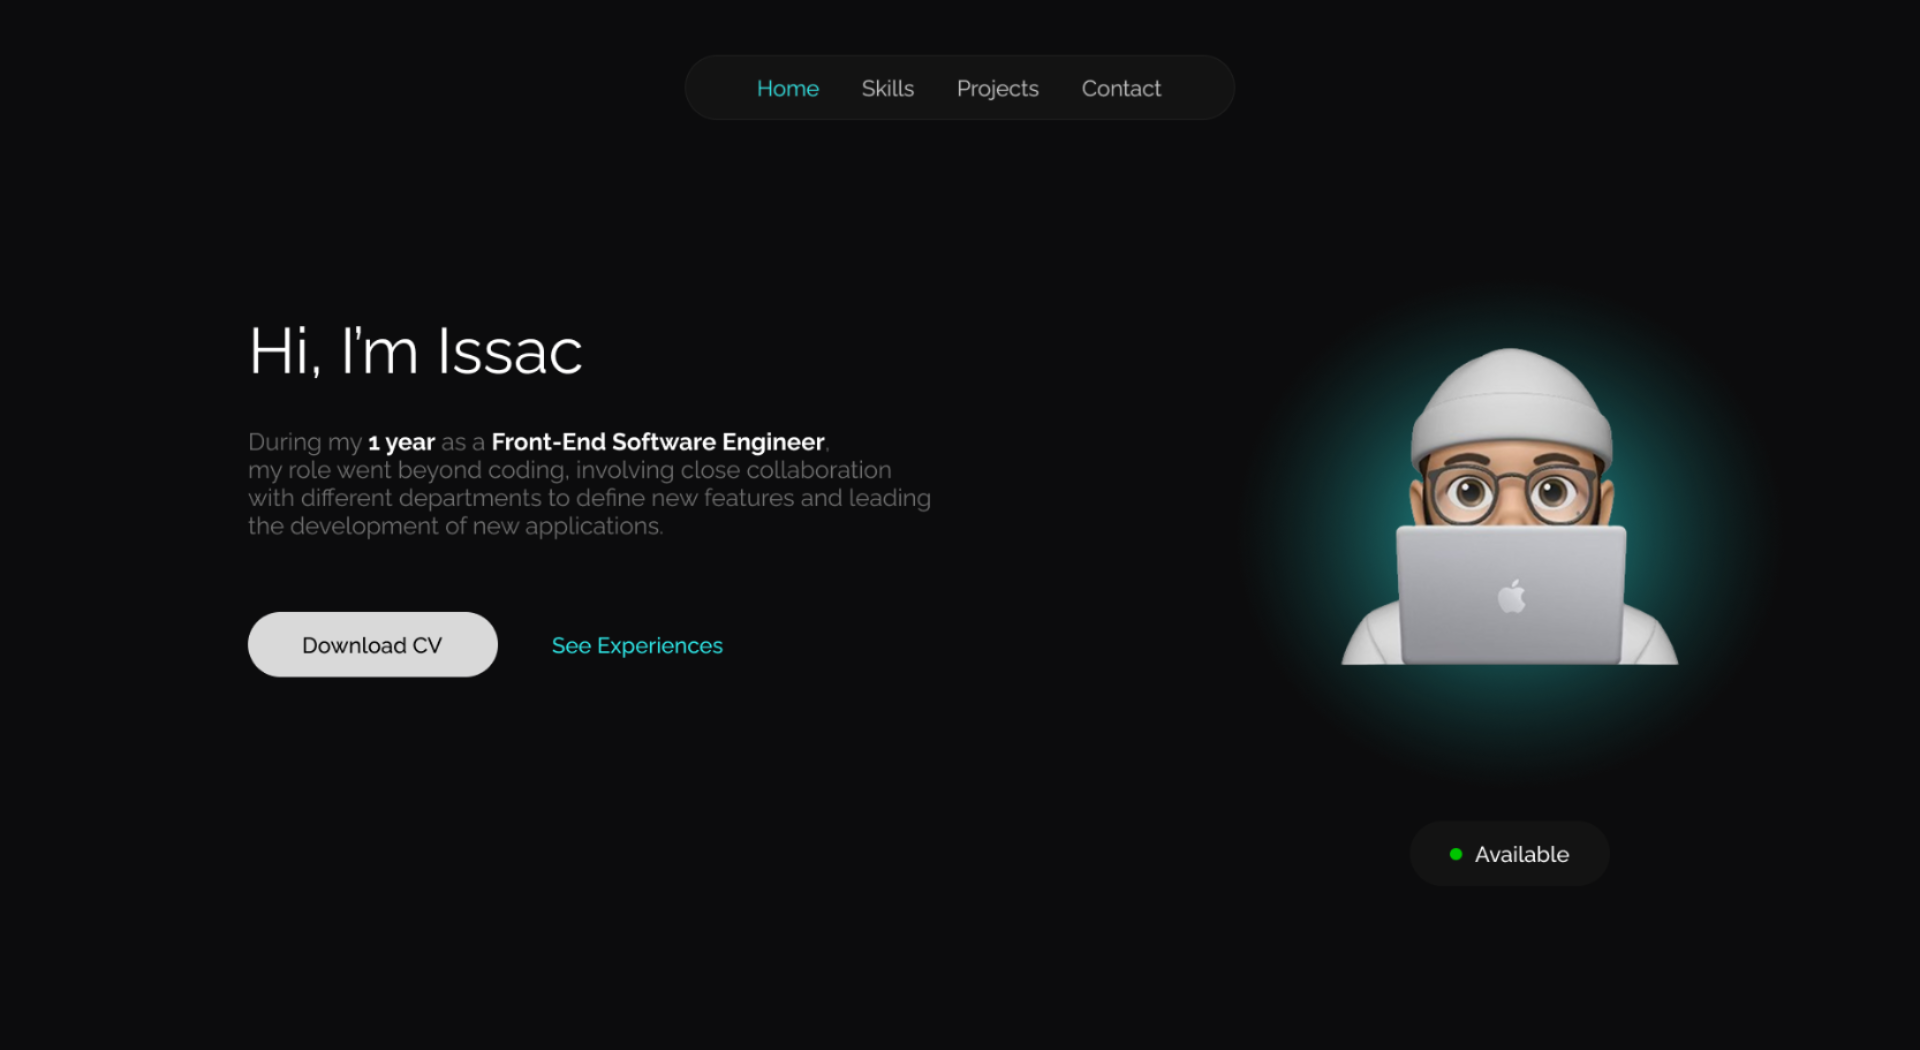 Home Skills Projects Contact
Hi, I’m Issac
During my 1 year as a Front-End Software Engineer,
my role went beyond coding, involving close collaboration
with different departments to define new features and leading
the development of new applications.
Download CV See Experiences
Available